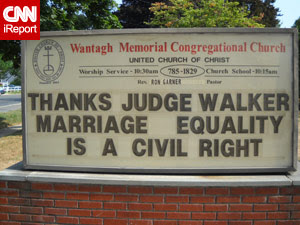 CNN
iReport
Wantagh Memorial Congregational Church
UNITED CHURCH OF CHRIST
Worship Service - 10:30am 785-1829 Church School - 10:15am
Rev. RON GARNER Pastor
THANKS JUDGE WALKER
MARRIAGE EQUALITY
IS A CIVIL RIGHT